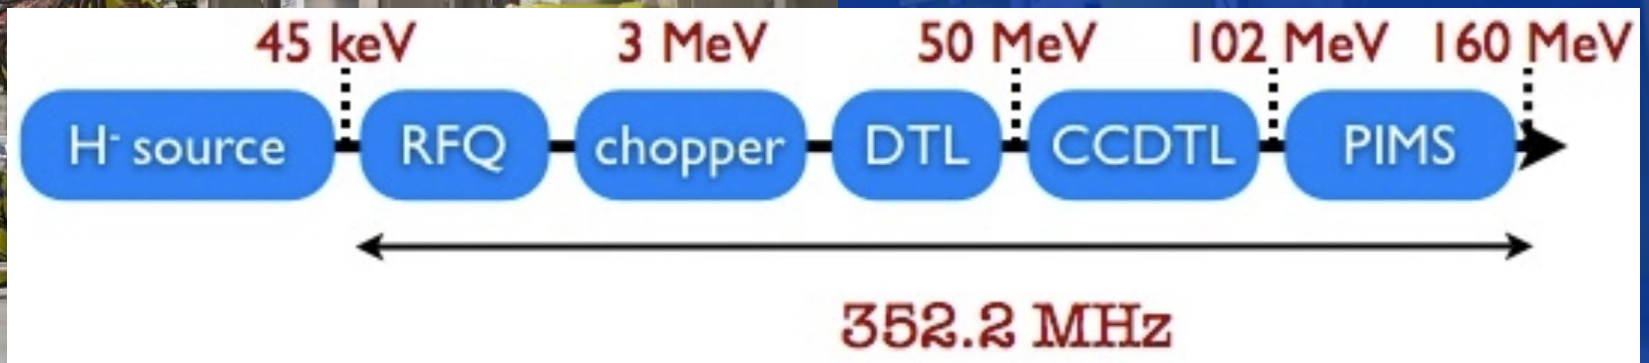 45 keV 3 MeV 50 MeV 102 MeV 160 MeV
H⁻ source RFQ chopper DTL CCDTL PIMS
352.2 MHz